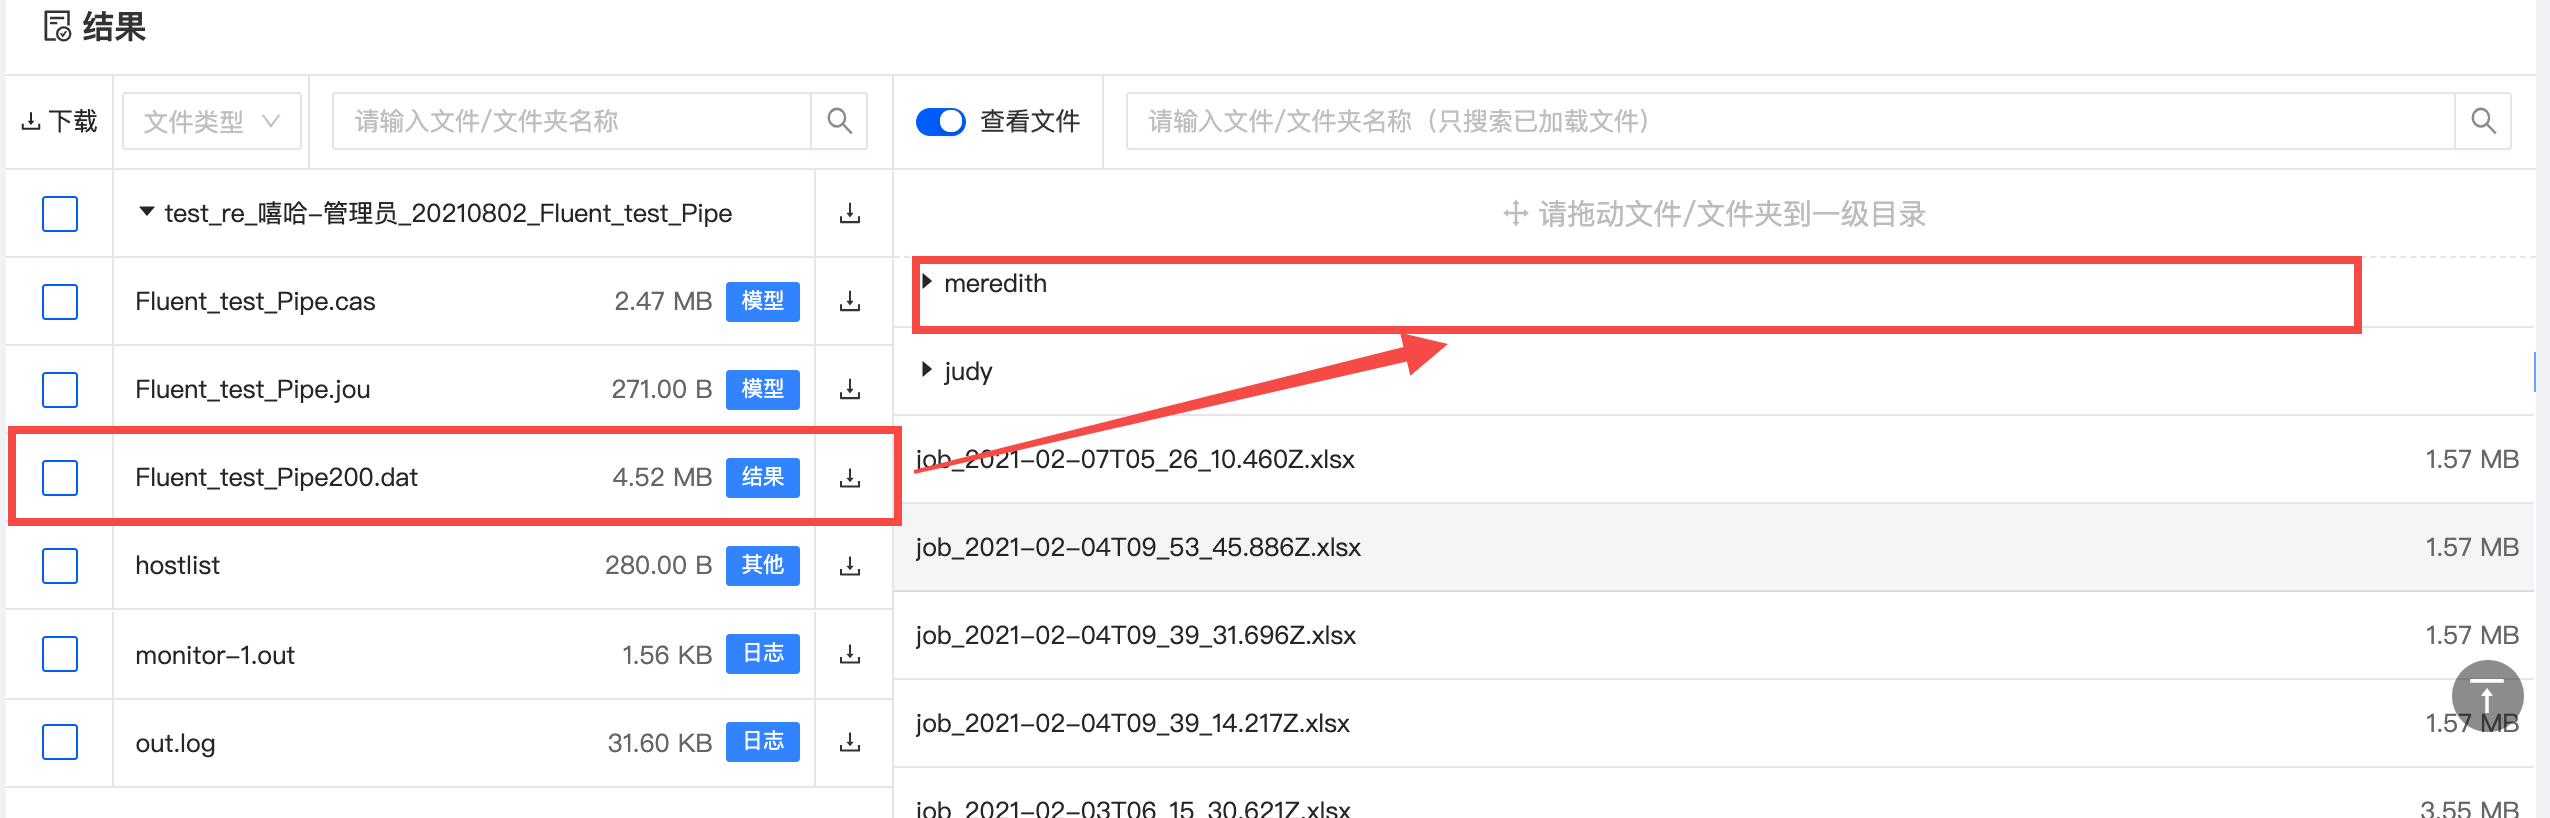 结果
下载 文件类型 请输入文件/文件夹名称 查看文件 请输入文件/文件夹名称（只搜索已加载文件）
test_re_嘻哈-管理员_20210802_Fluent_test_Pipe
Fluent_test_Pipe.cas 2.47 MB 模型
Fluent_test_Pipe.jou 271.00 B 模型
Fluent_test_Pipe200.dat 4.52 MB 结果
hostlist 280.00 B 其他
monitor-1.out 1.56 KB 日志
out.log 31.60 KB 日志
请拖动文件/文件夹到一级目录
meredith
judy
job_2021-02-07T05_26_10.460Z.xlsx 1.57 MB
job_2021-02-04T09_53_45.886Z.xlsx 1.57 MB
job_2021-02-04T09_39_31.696Z.xlsx 1.57 MB
job_2021-02-04T09_39_14.217Z.xlsx 1.57 MB
job_2021-02-03T06_15_30.621Z.xlsx 3.55 MB